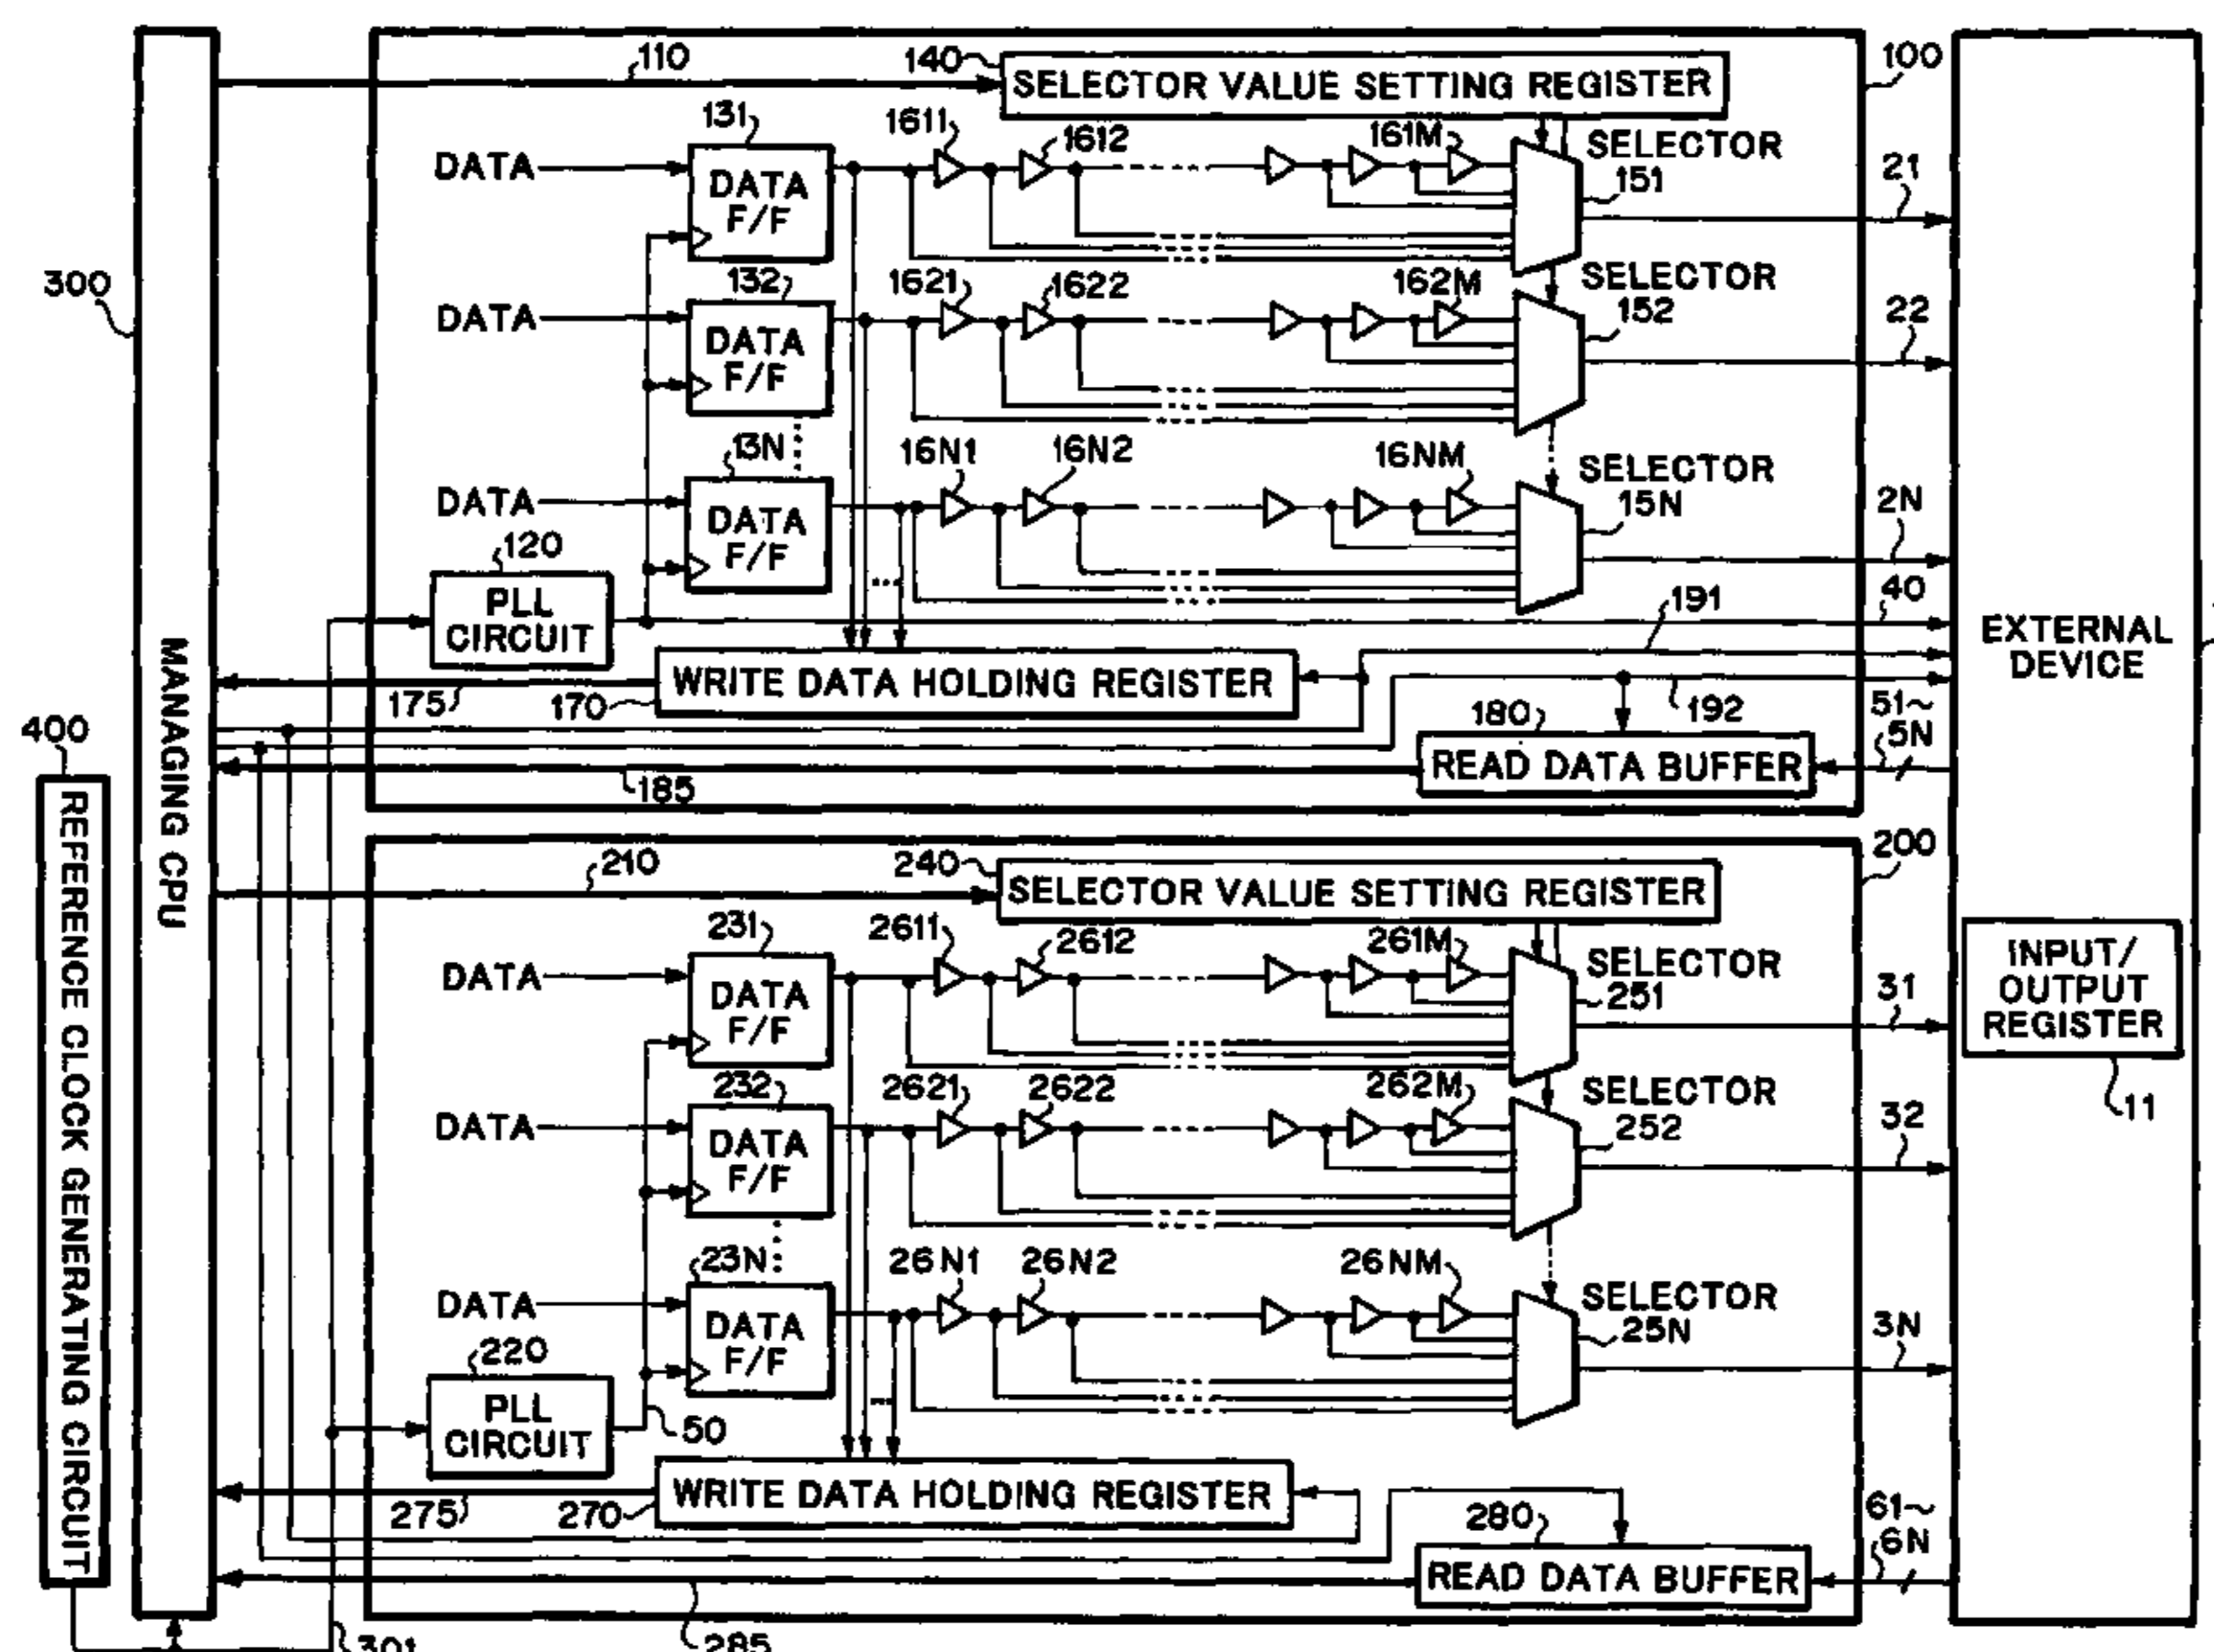 110
140
SELECTOR VALUE SETTING REGISTER
100
131
1611
1612
161M
SELECTOR
151
DATA
DATA
F/F
21
300
132
1621
1622
162M
SELECTOR
152
DATA
DATA
F/F
22
13N
16N1
16N2
16NM
SELECTOR
15N
DATA
DATA
F/F
2N
120
PLL
CIRCUIT
191
40
EXTERNAL
DEVICE
MANAGING CPU
WRITE DATA HOLDING REGISTER
175
170
192
51~
5N
180
READ DATA BUFFER
185
400
REFERENCE CLOCK GENERATING CIRCUIT
210
240
SELECTOR VALUE SETTING REGISTER
200
231
2611
2612
261M
SELECTOR
251
DATA
DATA
F/F
31
INPUT/
OUTPUT
REGISTER
11
232
2621
2622
262M
SELECTOR
252
DATA
DATA
F/F
32
23N
26N1
26N2
26NM
SELECTOR
25N
DATA
DATA
F/F
3N
220
PLL
CIRCUIT
50
WRITE DATA HOLDING REGISTER
275
270
280
READ DATA BUFFER
61~
6N
301
285